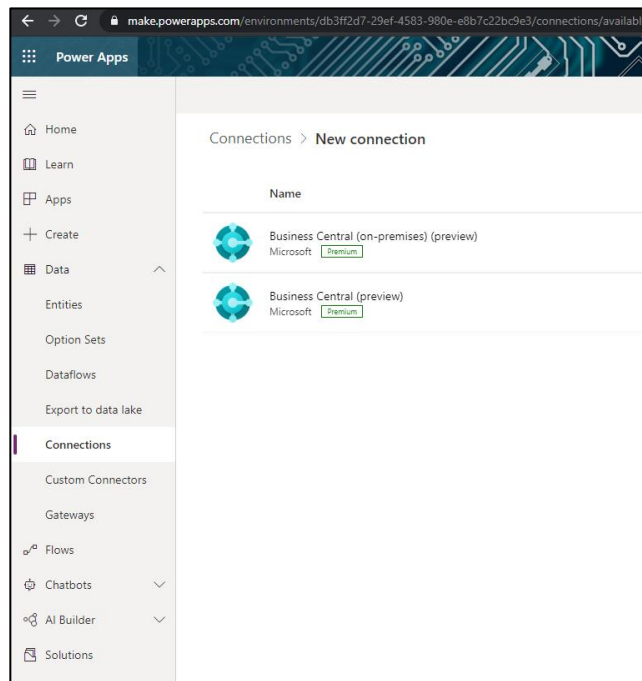 make.powerapps.com/environments/db3ff2d7-29ef-4583-980e-e8b7c22bc9e3/connections/availabl
Power Apps
Home
Learn
Apps
Create
Data
Entities
Option Sets
Dataflows
Export to data lake
Connections
Custom Connectors
Gateways
Flows
Chatbots
AI Builder
Solutions
Connections > New connection
Name
Business Central (on-premises) (preview)
Microsoft Premium
Business Central (preview)
Microsoft Premium